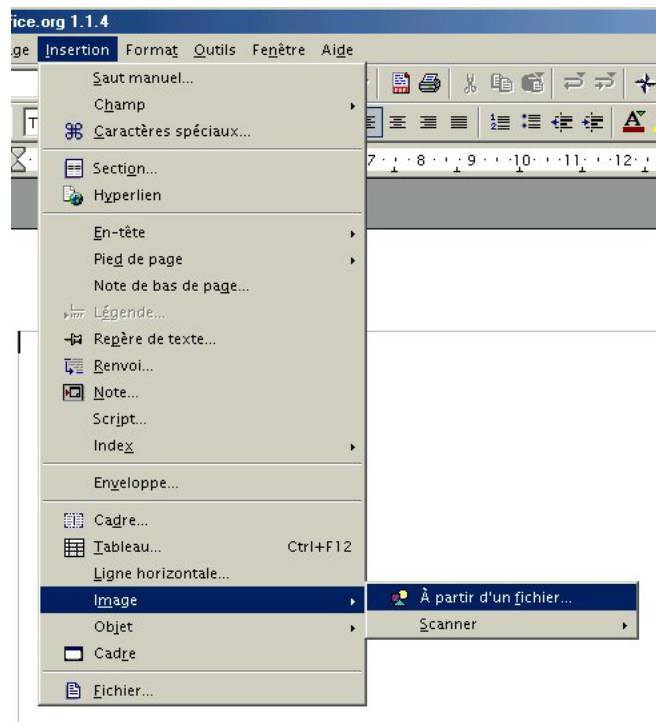 fice.org 1.1.4
ge Insertion Format Outils Fenêtre Aide
Saut manuel...
Champ
Caractères spéciaux...
7 · 8 · 9 · 10 · 11 · 12
Section...
Hyperlien
En-tête
Pied de page
Note de bas de page...
Légende...
Repère de texte...
Renvoi...
Note...
Script...
Index
Enveloppe...
Cadre...
Tableau... Ctrl+F12
Ligne horizontale...
Image
À partir d'un fichier...
Objet
Scanner
Cadre
Fichier...